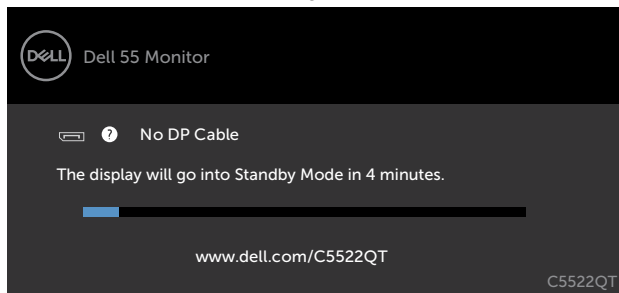 DELL Dell 55 Monitor
? No DP Cable
The display will go into Standby Mode in 4 minutes.
www.dell.com/C5522QT
C5522QT